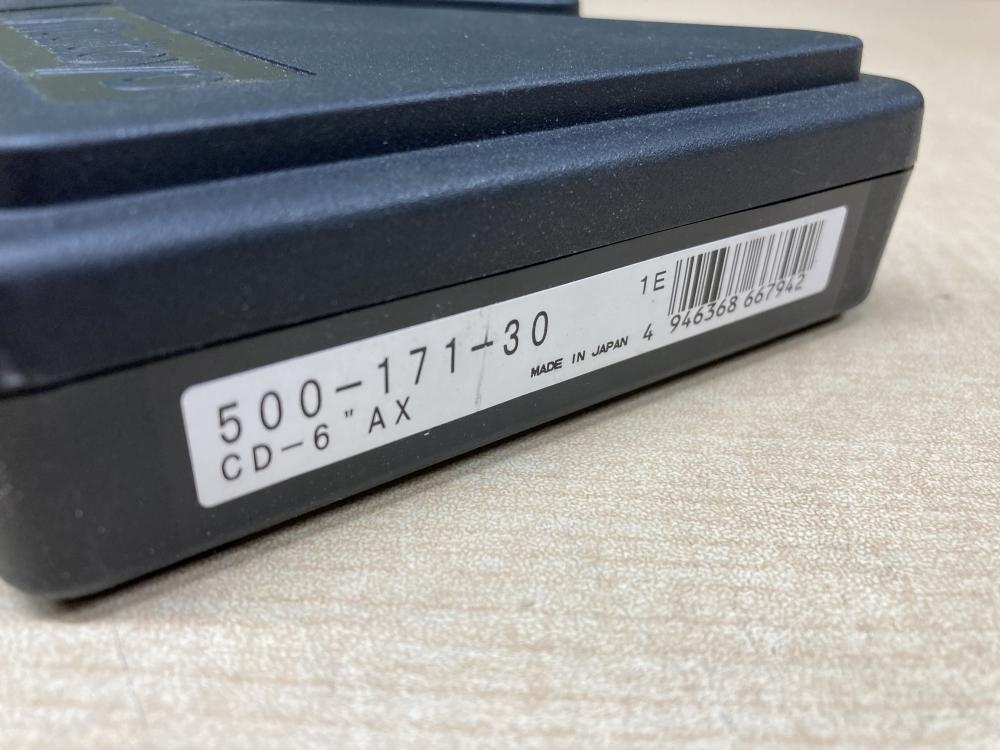 500-171-30
CD-6"AX
1E
MADE IN JAPAN
4 946368 667942